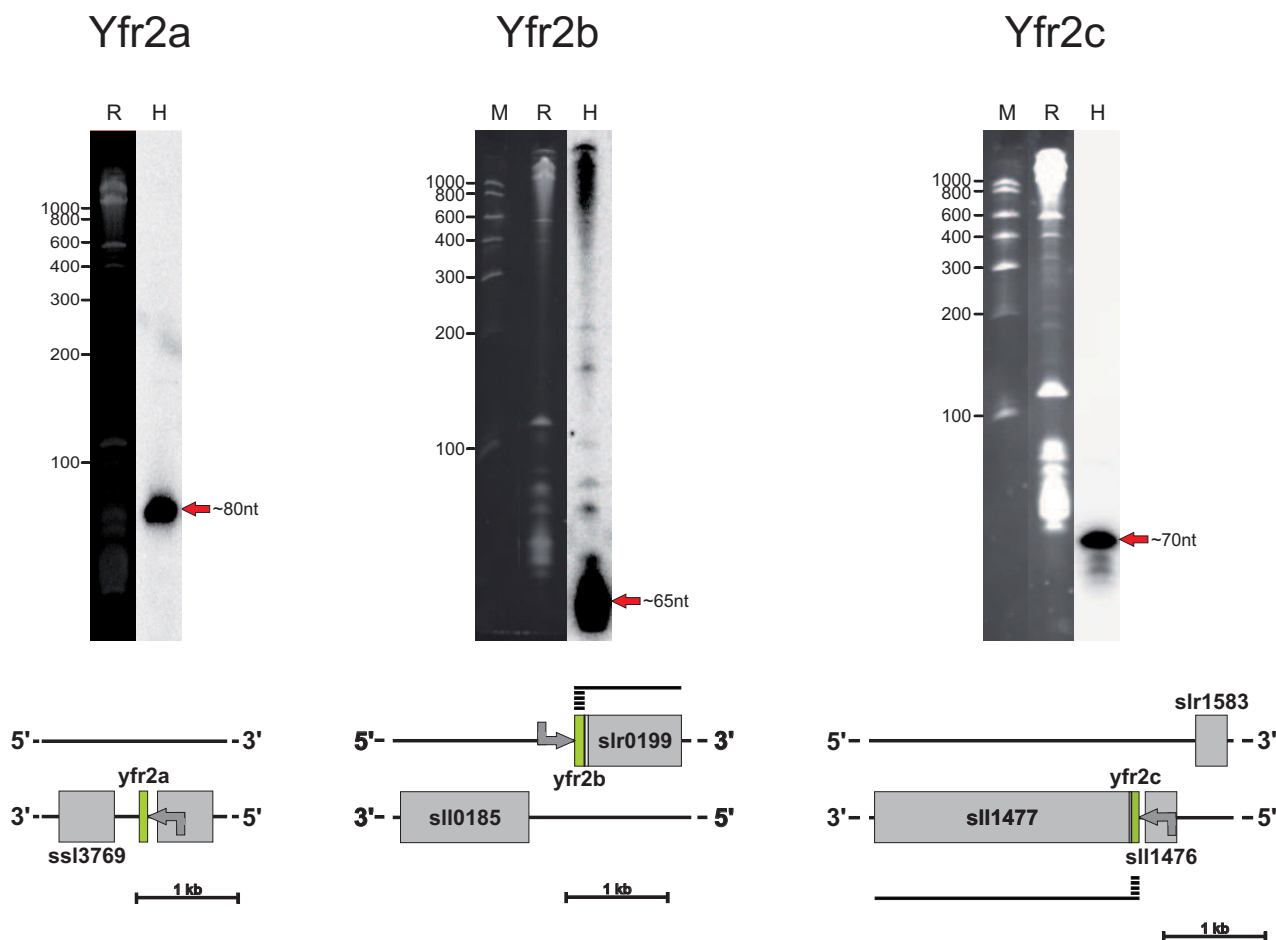 Yfr2a
R H
1000
800
600
400
300
200
100
~80nt
5' 3'
yfr2a
3' 5'
ssl3769
1 kb
Yfr2b
M R H
1000
800
600
400
300
200
100
~65nt
5' slr0199 3'
yfr2b
3' sll0185 5'
1 kb
Yfr2c
M R H
1000
800
600
400
300
200
100
~70nt
slr1583
5' 3'
yfr2c
3' sll1477 5'
sll1476
1 kb